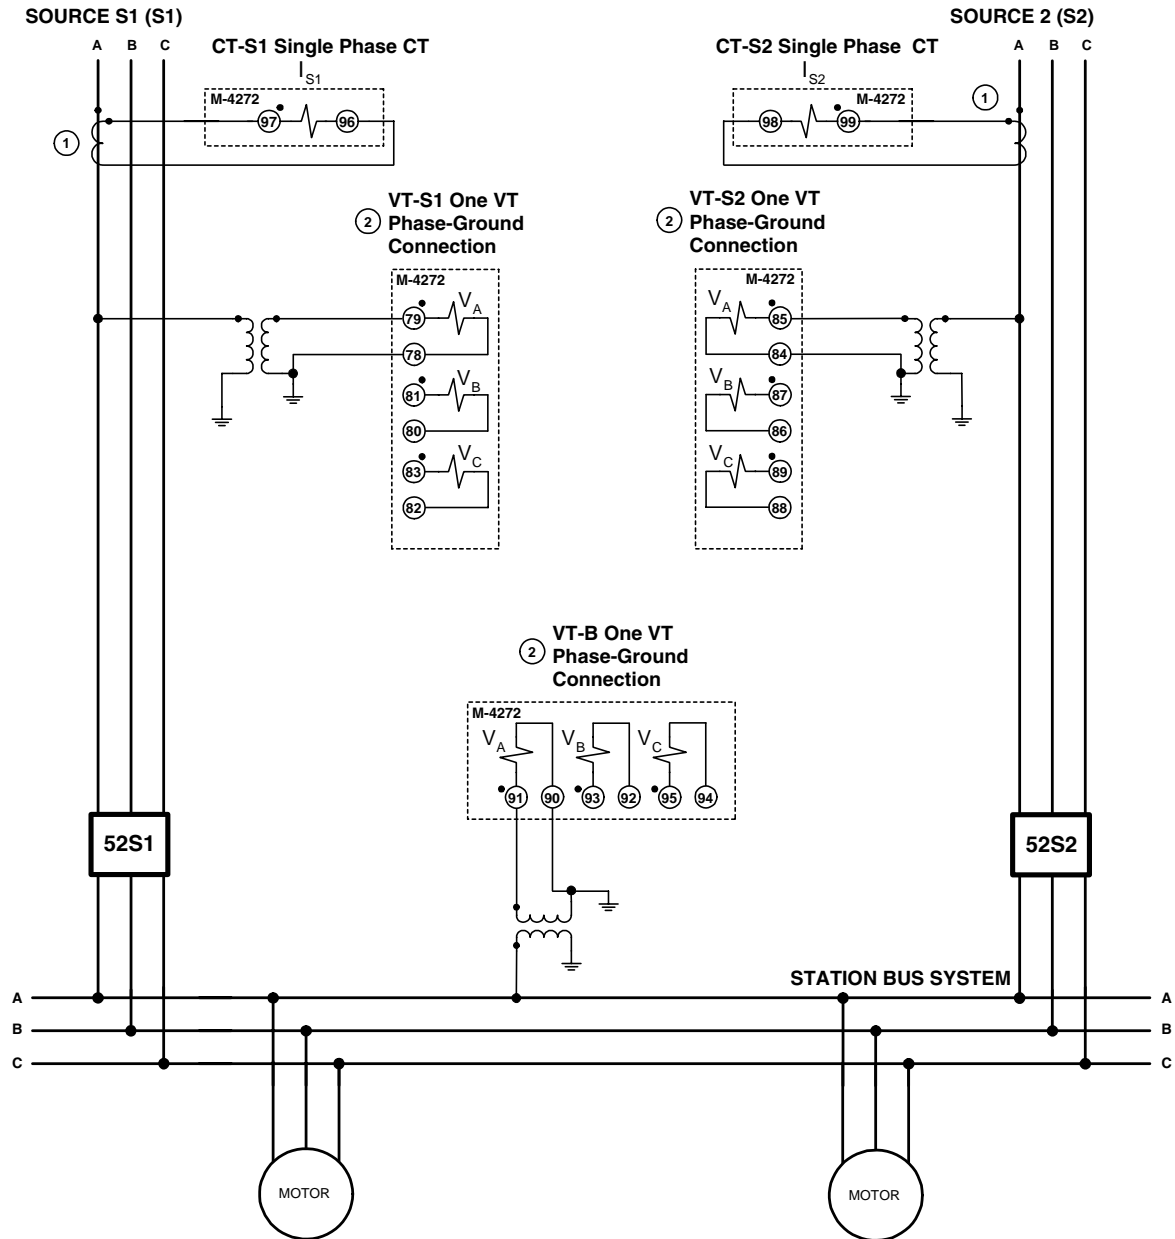 SOURCE S1 (S1)
SOURCE 2 (S2)
A B C
A B C
CT-S1 Single Phase CT
CT-S2 Single Phase CT
I S1
I S2
M-4272
M-4272
1
97
96
98
99
1
2
VT-S1 One VT
Phase-Ground
Connection
2
VT-S2 One VT
Phase-Ground
Connection
M-4272
79
V A
78
81
V B
80
83
V C
82
M-4272
V A
85
84
V B
87
86
V C
89
88
2
VT-B One VT
Phase-Ground
Connection
M-4272
V A
V B
V C
91
90
93
92
95
94
52S1
52S2
STATION BUS SYSTEM
A
A
B
B
C
C
MOTOR
MOTOR